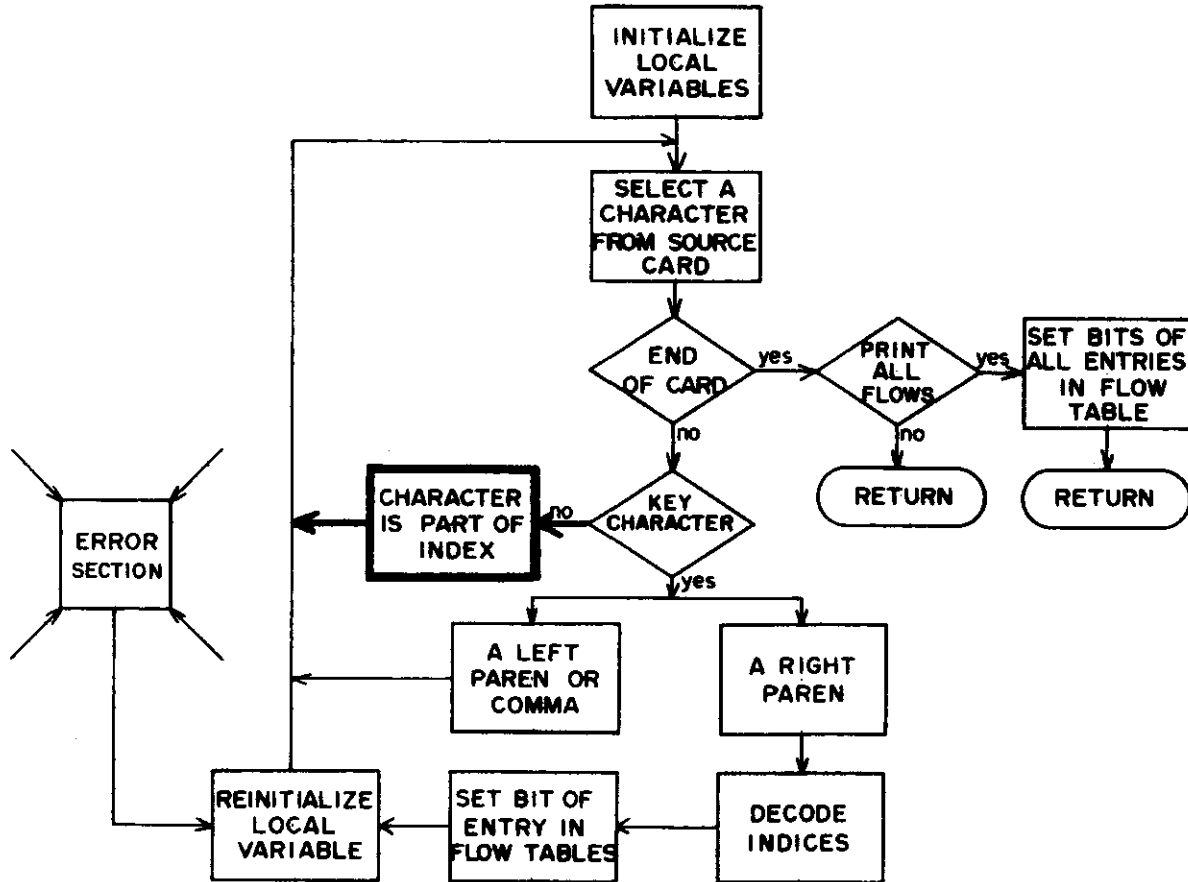 INITIALIZE
LOCAL
VARIABLES
SELECT A
CHARACTER
FROM SOURCE
CARD
END
OF CARD
yes
PRINT
ALL
FLOWS
yes
SET BITS OF
ALL ENTRIES
IN FLOW
TABLE
no
no
RETURN
RETURN
KEY
CHARACTER
no
CHARACTER
IS PART OF
INDEX
ERROR
SECTION
yes
A LEFT
PAREN OR
COMMA
A RIGHT
PAREN
REINITIALIZE
LOCAL
VARIABLE
SET BIT OF
ENTRY IN
FLOW TABLES
DECODE
INDICES